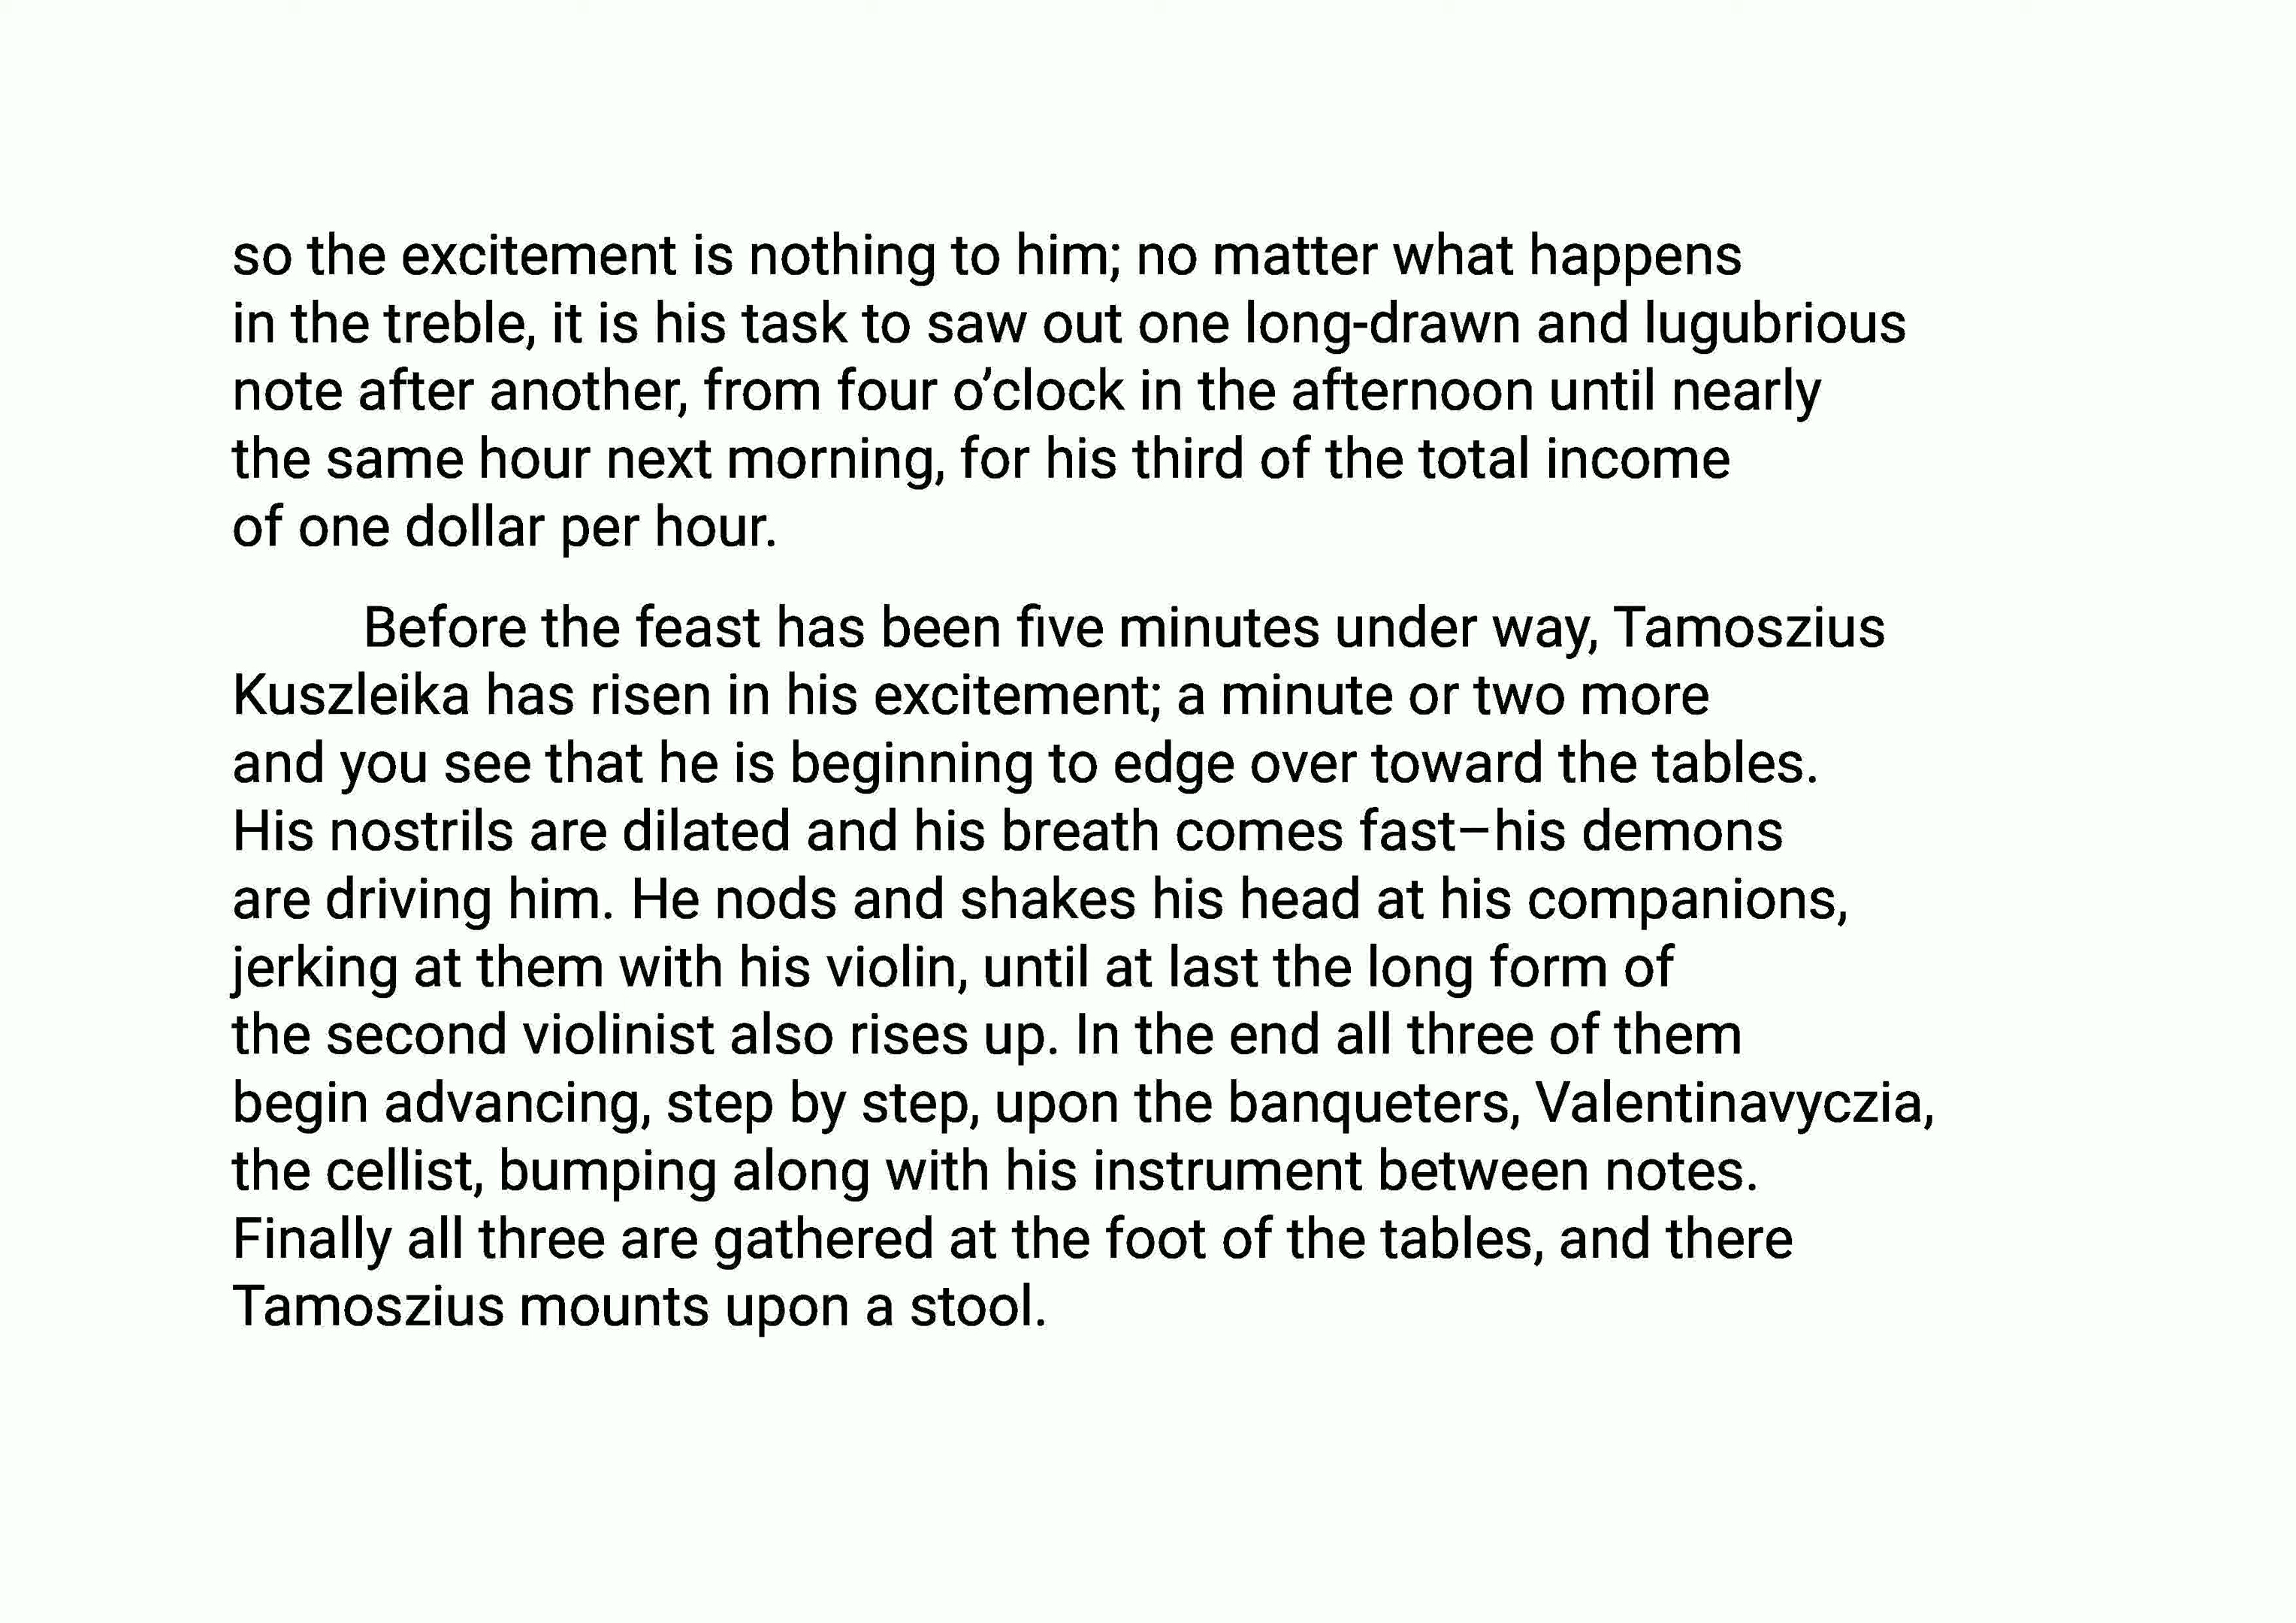 so the excitement is nothing to him; no matter what happens
in the treble, it is his task to saw out one long-drawn and lugubrious
note after another, from four o’clock in the afternoon until nearly
the same hour next morning, for his third of the total income
of one dollar per hour.
Before the feast has been five minutes under way, Tamoszius
Kuszleika has risen in his excitement; a minute or two more
and you see that he is beginning to edge over toward the tables.
His nostrils are dilated and his breath comes fast–his demons
are driving him. He nods and shakes his head at his companions,
jerking at them with his violin, until at last the long form of
the second violinist also rises up. In the end all three of them
begin advancing, step by step, upon the banqueters, Valentinavyczia,
the cellist, bumping along with his instrument between notes.
Finally all three are gathered at the foot of the tables, and there
Tamoszius mounts upon a stool.